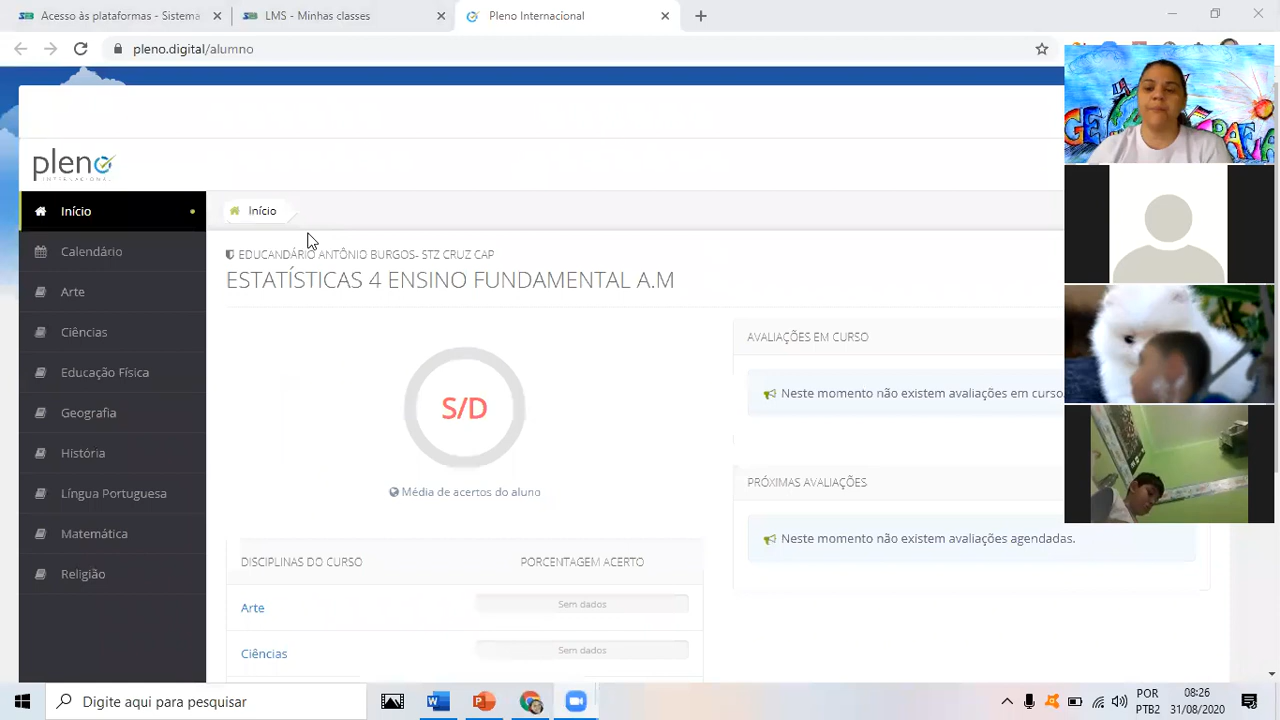 Acesso às plataformas - Sistema
LMS - Minhas classes
Pleno Internacional
pleno.digital/alumno
pleno
INTERNACIONAL
Início
Calendário
Arte
Ciências
Educação Física
Geografia
História
Língua Portuguesa
Matemática
Religião
Início
EDUCANDÁRIO ANTÔNIO BURGOS- STZ CRUZ CAP
ESTATÍSTICAS 4 ENSINO FUNDAMENTAL A.M
S/D
Média de acertos do aluno
DISCIPLINAS DO CURSO PORCENTAGEM ACERTO
Arte Sem dados
Ciências Sem dados
AVALIAÇÕES EM CURSO
Neste momento não existem avaliações em curso
PRÓXIMAS AVALIAÇÕES
Neste momento não existem avaliações agendadas.
Digite aqui para pesquisar
POR
PTB2
08:26
31/08/2020